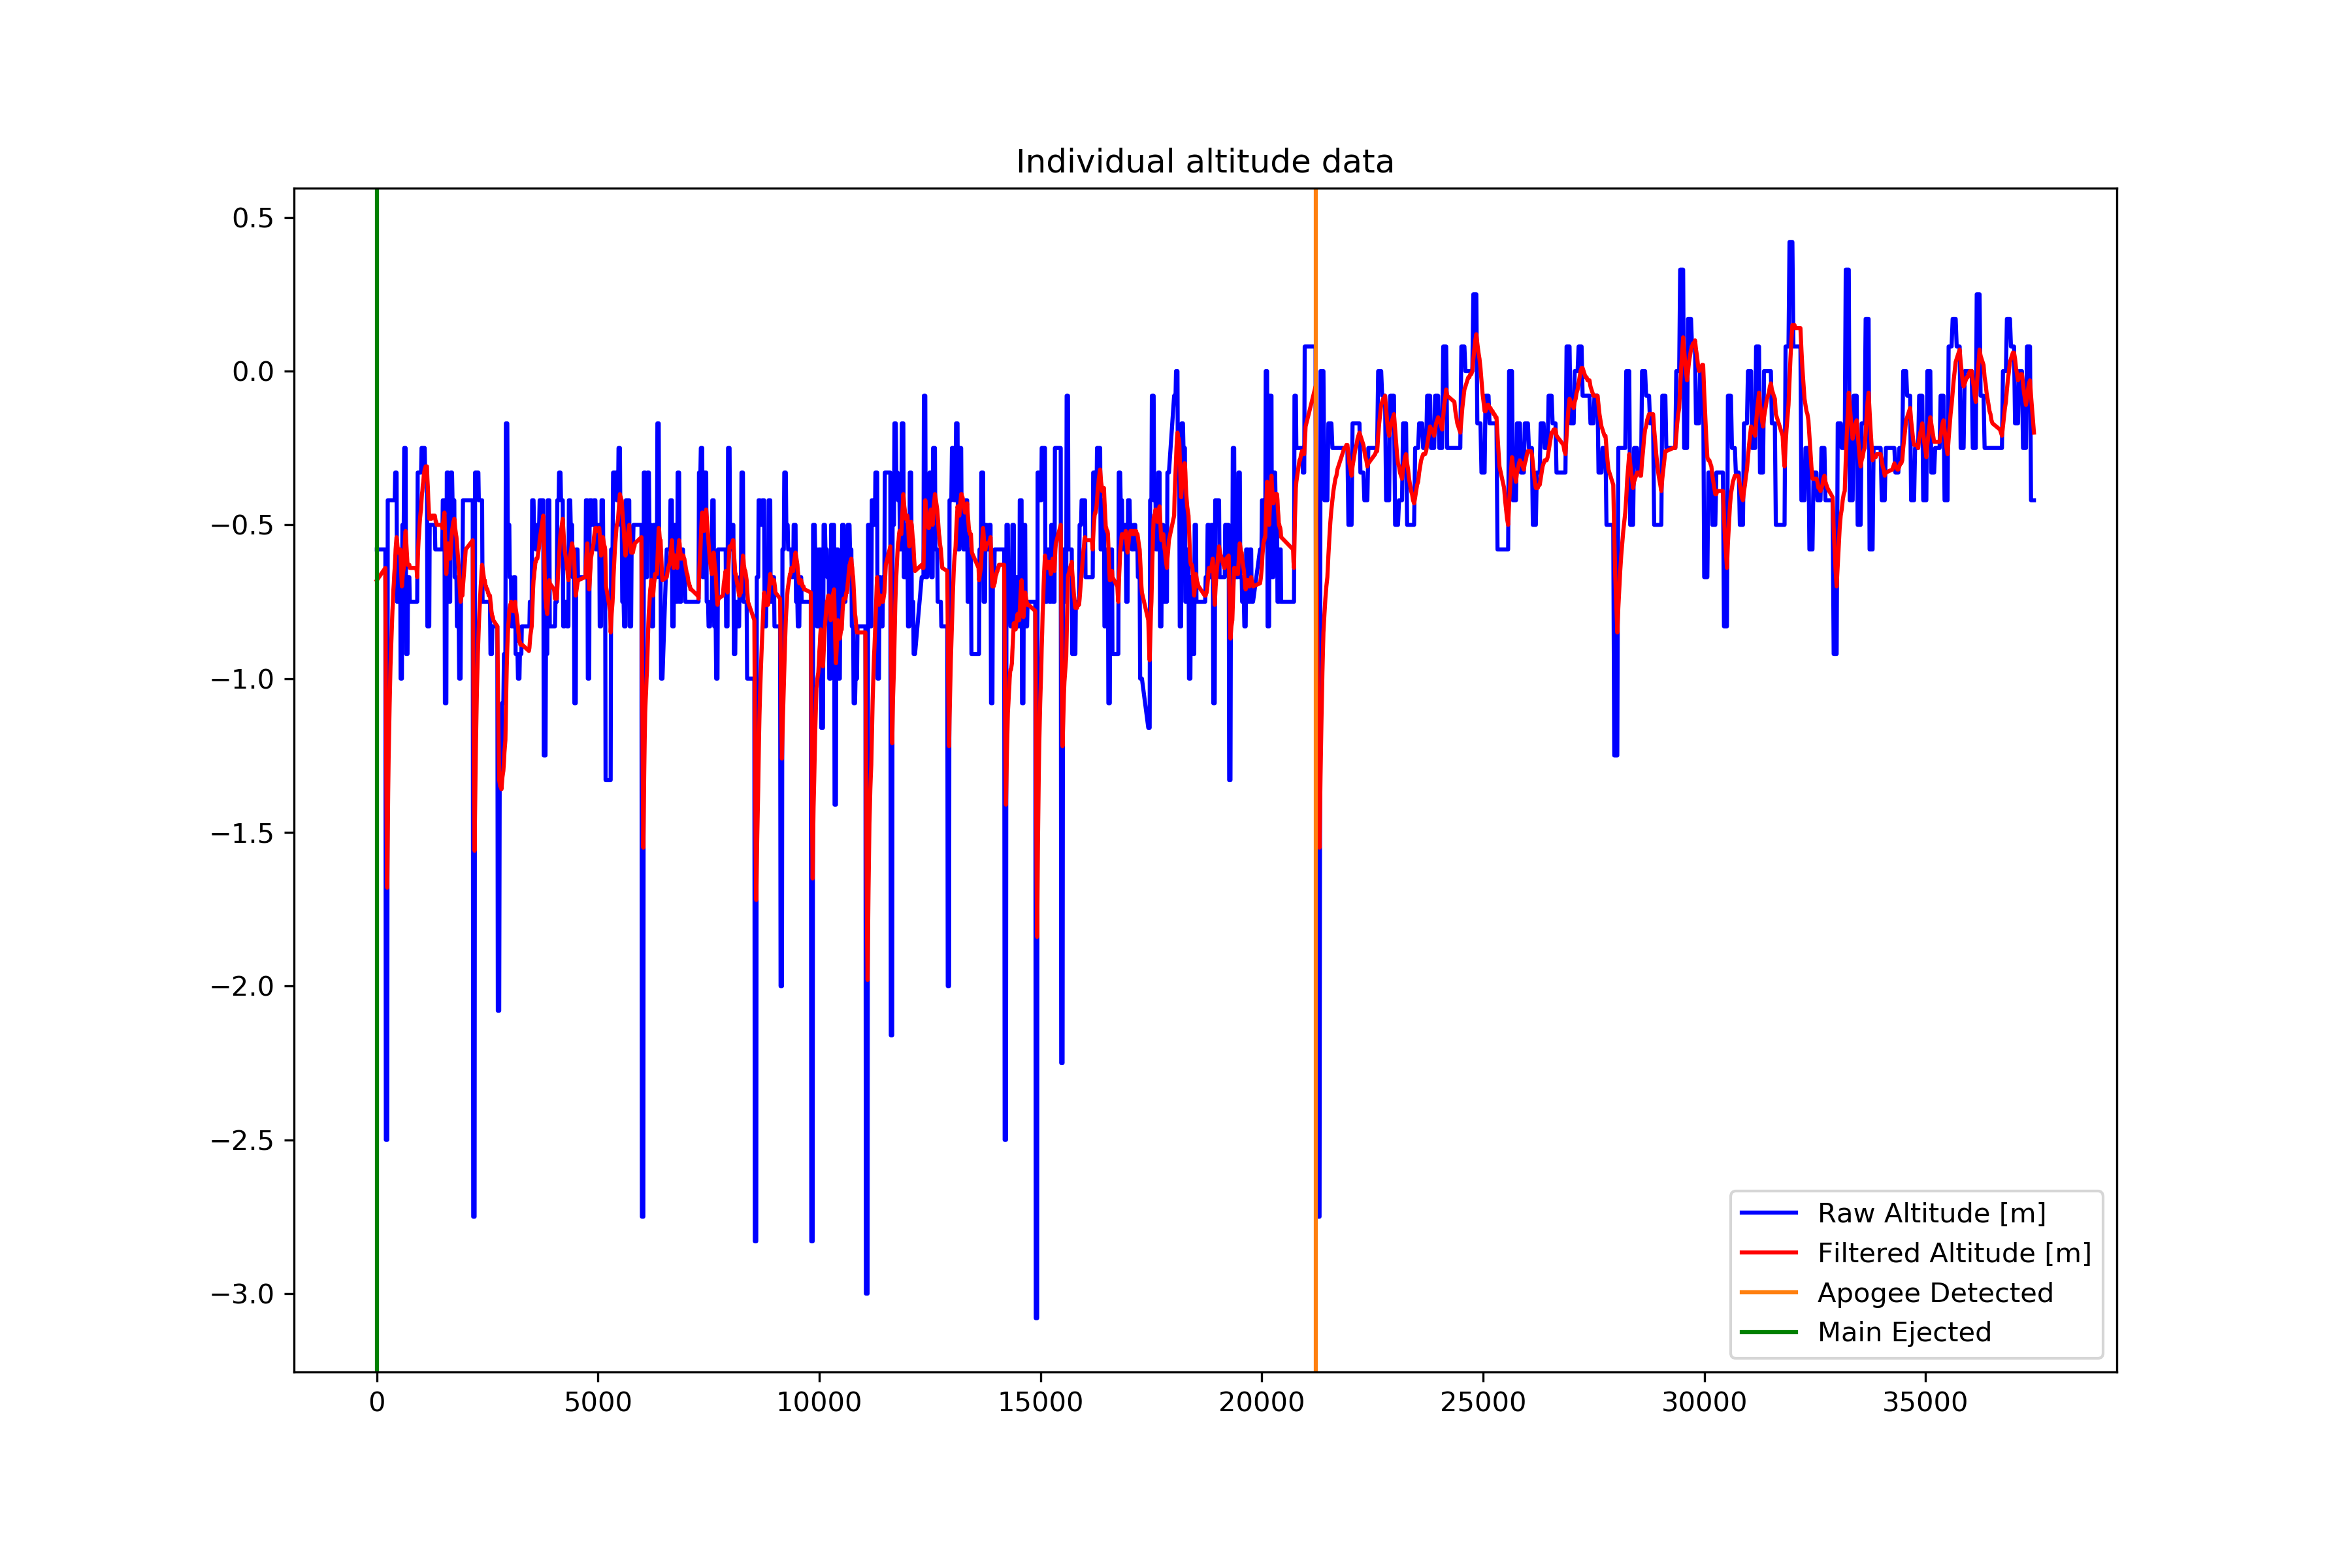 Individual altitude data
0.5
0.0
−0.5
−1.0
−1.5
−2.0
−2.5
−3.0
0 5000 10000 15000 20000 25000 30000 35000
Raw Altitude [m]
Filtered Altitude [m]
Apogee Detected
Main Ejected